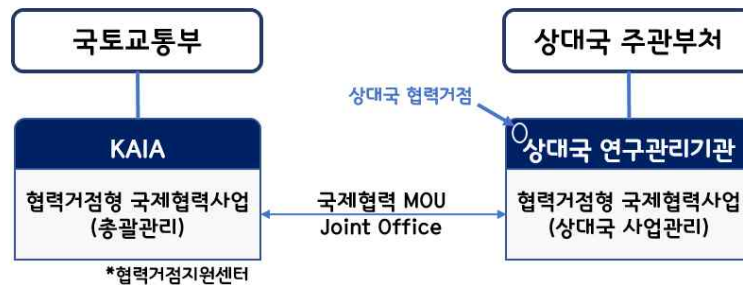 국토교통부
상대국 주관부처
상대국 협력거점
KAIA
상대국 연구관리기관
협력거점형 국제협력사업
(총괄관리)
국제협력 MOU
Joint Office
협력거점형 국제협력사업
(상대국 사업관리)
*협력거점지원센터